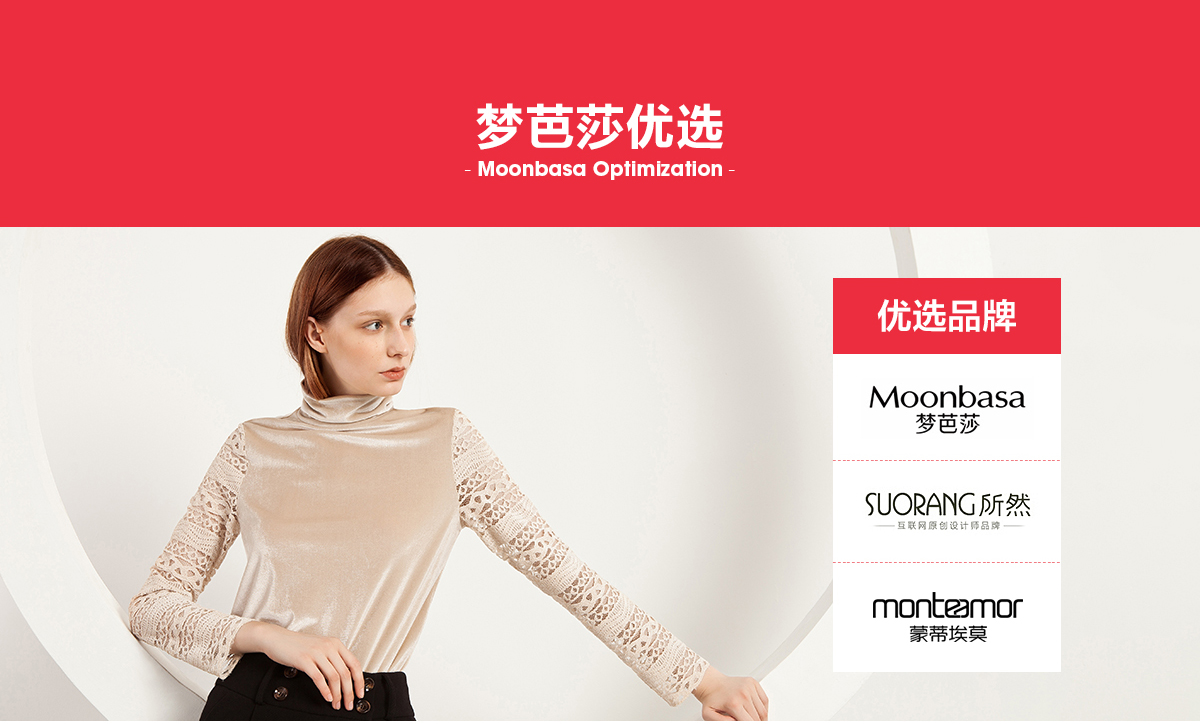 梦芭莎优选
- Moonbasa Optimization -
优选品牌
Moonbasa
梦芭莎
SUORANG 所然
互联网原创设计师品牌
monteamor
蒙蒂埃莫